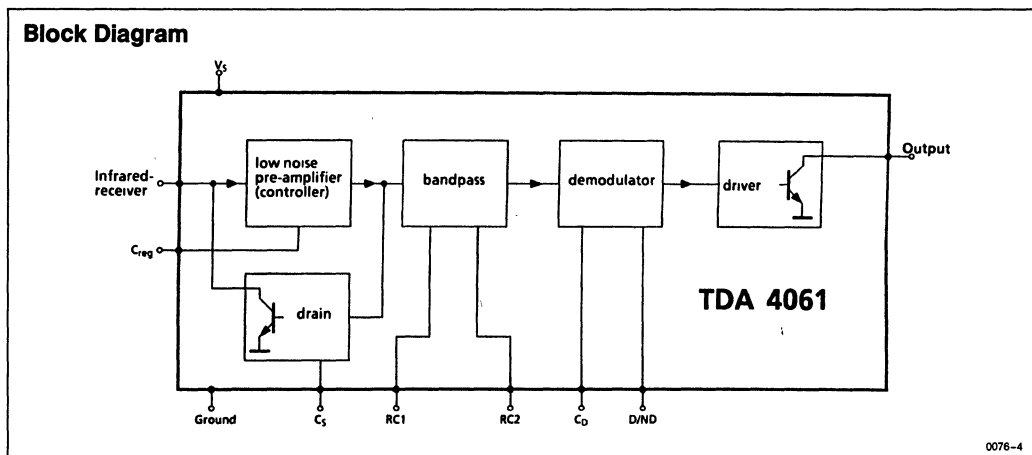 Block Diagram
VS
low noise
pre-amplifier
(controller)
bandpass
demodulator
driver
Output
Infrared-
receiver
Creg
drain
TDA 4061
Ground
CS
RC1
RC2
CD
D/ND
0076-4